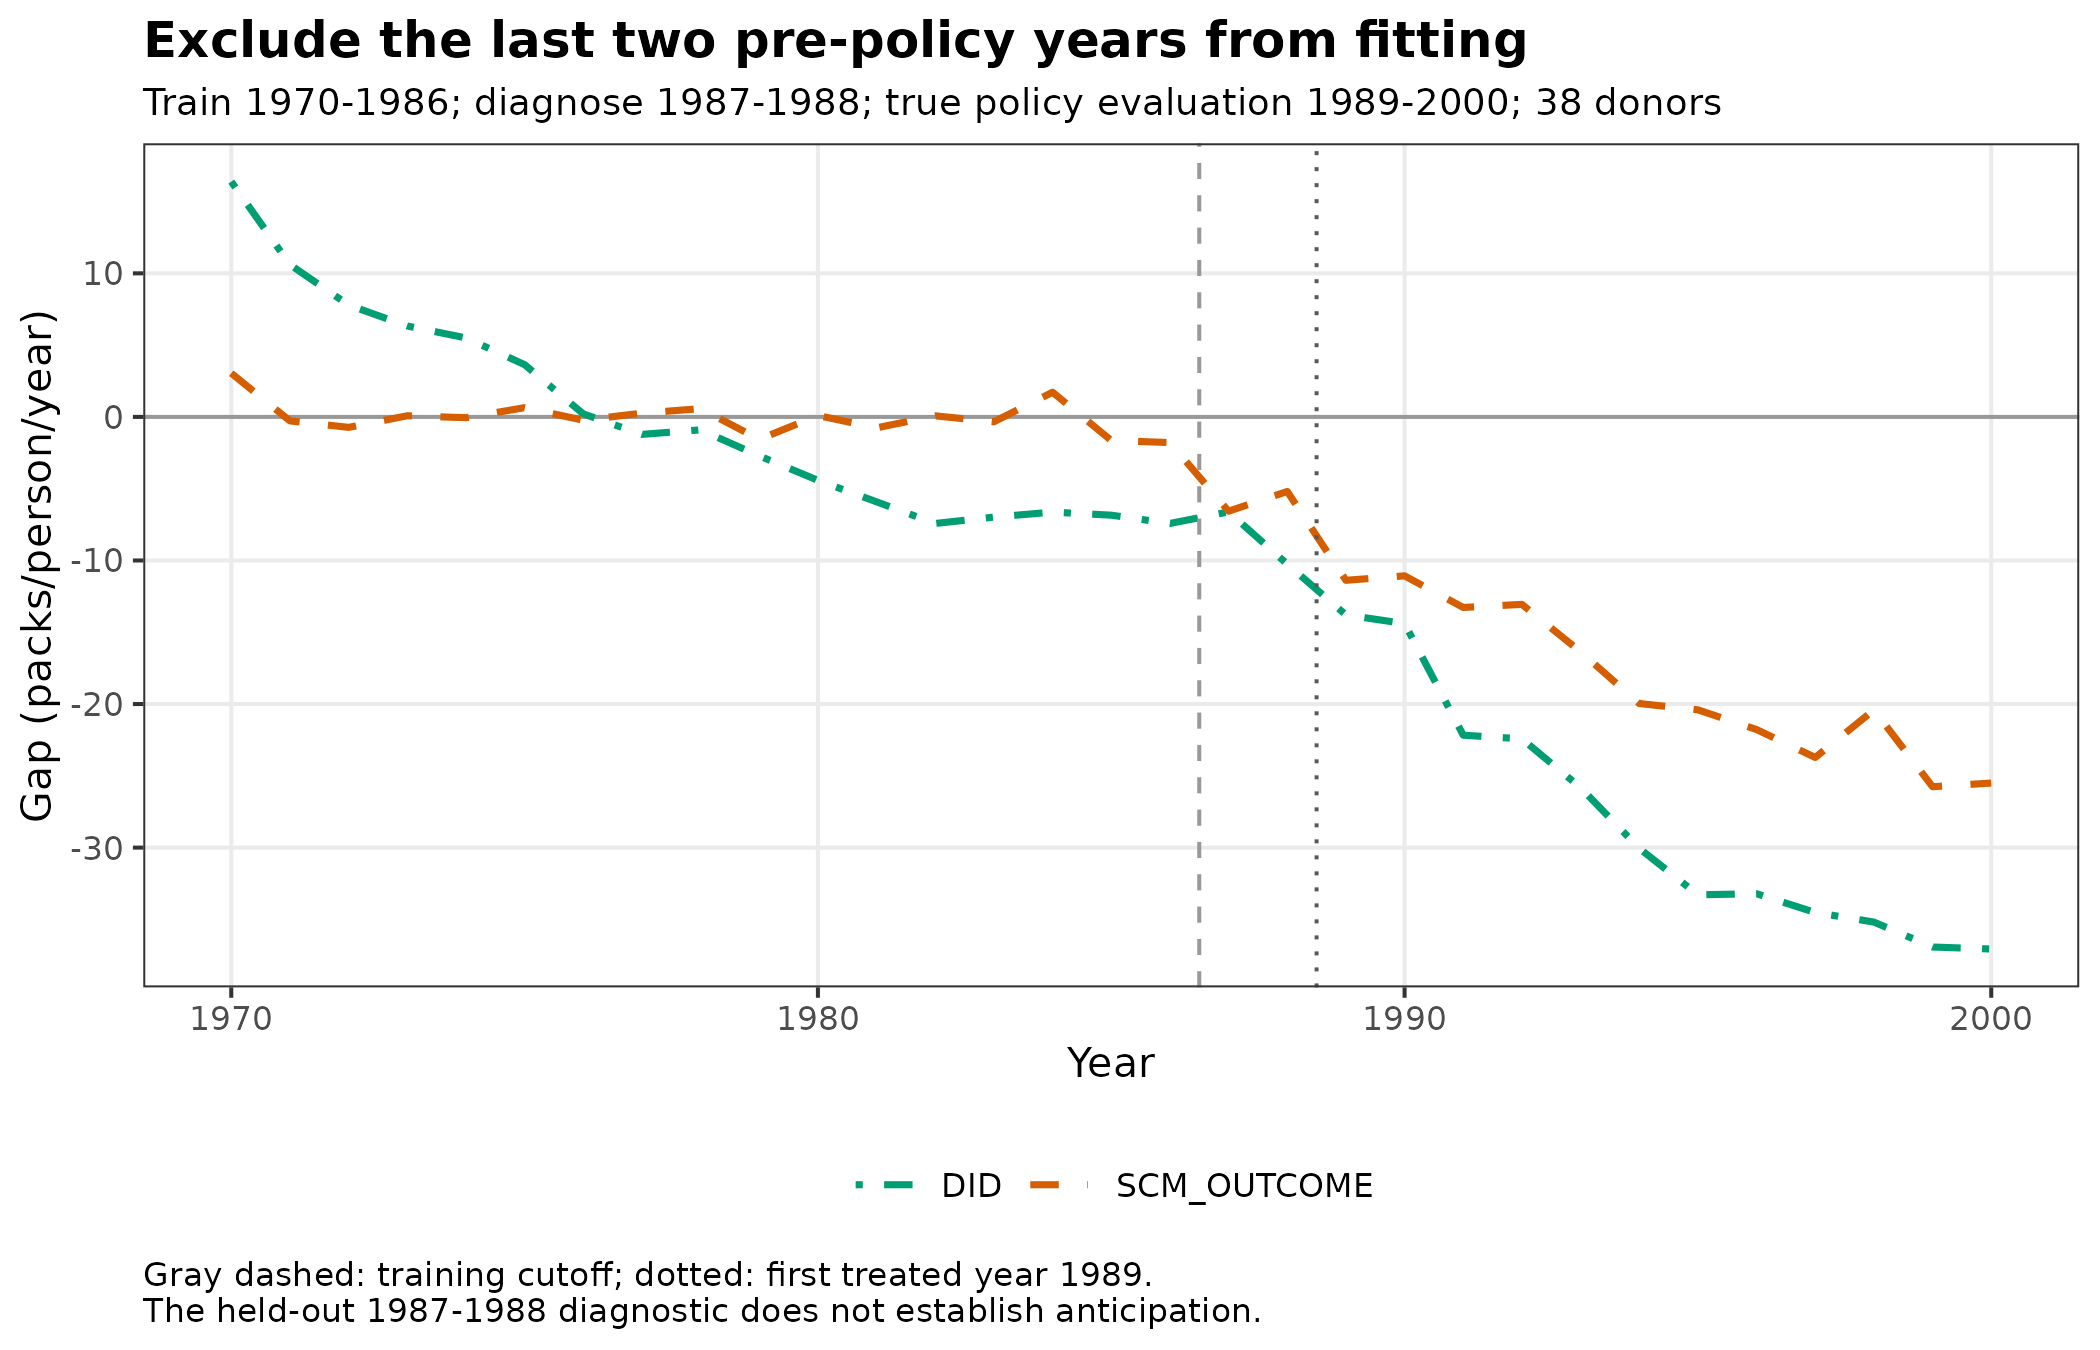 Exclude the last two pre-policy years from fitting
Train 1970-1986; diagnose 1987-1988; true policy evaluation 1989-2000; 38 donors
Gap (packs/person/year)
10
0
-10
-20
-30
1970 1980 1990 2000
Year
DID SCM_OUTCOME
Gray dashed: training cutoff; dotted: first treated year 1989.
The held-out 1987-1988 diagnostic does not establish anticipation.